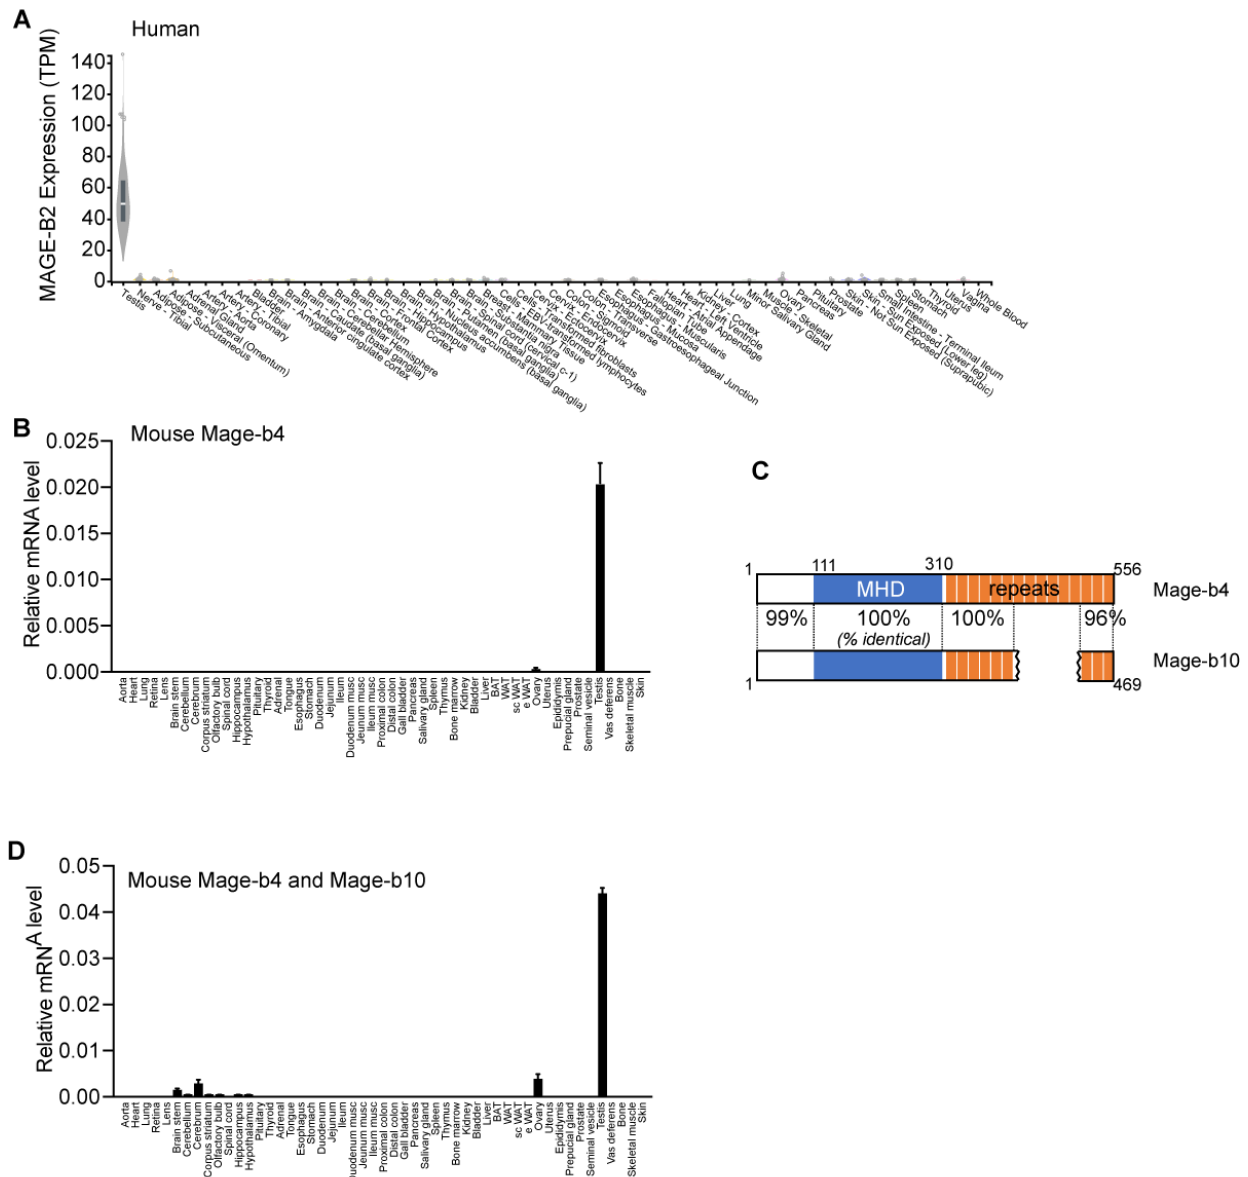 A
Human
MAGE-B2 Expression (TPM)
140
120
100
80
60
40
20
0
Testis
Nerve - Tibial
Adipose - Subcutaneous
Adipose - Visceral (Omentum)
Adrenal Gland
Artery - Aorta
Artery - Coronary
Artery - Tibial
Bladder
Brain - Amygdala
Brain - Anterior cingulate cortex
Brain - Caudate (basal ganglia)
Brain - Cerebellar Hemisphere
Brain - Cerebellum
Brain - Cortex
Brain - Frontal Cortex
Brain - Hippocampus
Brain - Hypothalamus
Brain - Nucleus accumbens (basal ganglia)
Brain - Putamen (basal ganglia)
Brain - Spinal cord (cervical c-1)
Brain - Substantia nigra
Breast - Mammary Tissue
Cells - EBV-transformed lymphocytes
Cells - Transformed fibroblasts
Cervix - Ectocervix
Cervix - Endocervix
Colon - Sigmoid
Colon - Transverse
Esophagus - Gastroesophageal Junction
Esophagus - Mucosa
Esophagus - Muscularis
Fallopian Tube
Heart - Atrial Appendage
Heart - Left Ventricle
Kidney - Cortex
Liver
Lung
Minor Salivary Gland
Muscle - Skeletal
Ovary
Pancreas
Pituitary
Prostate
Skin - Not Sun Exposed (Suprapubic)
Skin - Sun Exposed (Lower leg)
Small Intestine - Terminal Ileum
Spleen
Stomach
Thyroid
Uterus
Vagina
Whole Blood
B
Mouse Mage-b4
Relative mRNA level
0.025
0.020
0.015
0.010
0.005
0.000
Aorta
Heart
Lung
Retina
Lens
Brain stem
Cerebellum
Cerebrum
Corpus striatum
Olfactory bulb
Spinal cord
Hippocampus
Hypothalamus
Pituitary
Thyroid
Adrenal
Tongue
Esophagus
Stomach
Duodenum
Jejunum
Ileum
Duodenum musc
Jeunum musc
Ileum musc
Proximal colon
Distal colon
Gall bladder
Pancreas
Salivary gland
Spleen
Thymus
Bone marrow
Kidney
Bladder
Liver
BAT
WAT
sc WAT
e WAT
Ovary
Uterus
Epididymis
Prepucial gland
Prostate
Seminal vesicle
Testis
Vas deferens
Bone
Skeletal muscle
Skin
C
1 111 310 556
MHD repeats Mage-b4
99% 100% 100% 96%
(% identical)
Mage-b10
1 469
D
Mouse Mage-b4 and Mage-b10
Relative mRNA level
0.05
0.04
0.03
0.02
0.01
0.00
Aorta
Heart
Lung
Retina
Lens
Brain stem
Cerebellum
Cerebrum
Corpus striatum
Olfactory bulb
Spinal cord
Hippocampus
Hypothalamus
Pituitary
Thyroid
Adrenal
Tongue
Esophagus
Stomach
Duodenum
Jejunum
Ileum
Duodenum musc
Jeunum musc
Ileum musc
Proximal colon
Distal colon
Gall bladder
Pancreas
Salivary gland
Spleen
Thymus
Bone marrow
Kidney
Bladder
Liver
BAT
WAT
sc WAT
e WAT
Ovary
Uterus
Epididymis
Prepucial gland
Prostate
Seminal vesicle
Testis
Vas deferens
Bone
Skeletal muscle
Skin